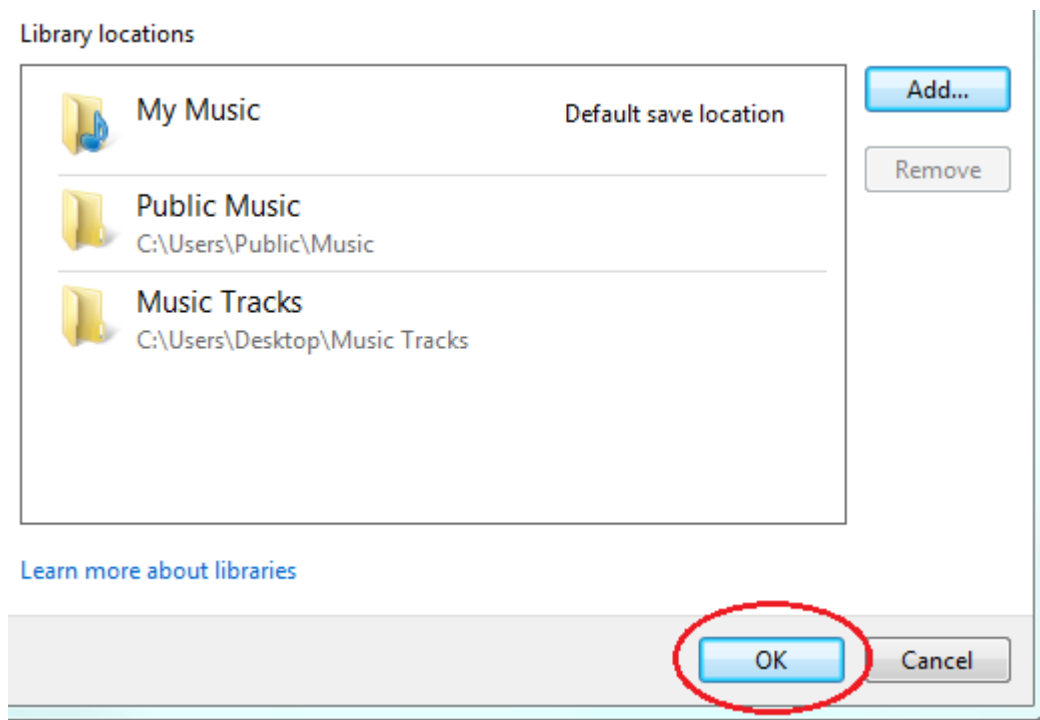 Library locations
My Music Default save location
Add...
Remove
Public Music
C:\Users\Public\Music
Music Tracks
C:\Users\Desktop\Music Tracks
Learn more about libraries
OK Cancel